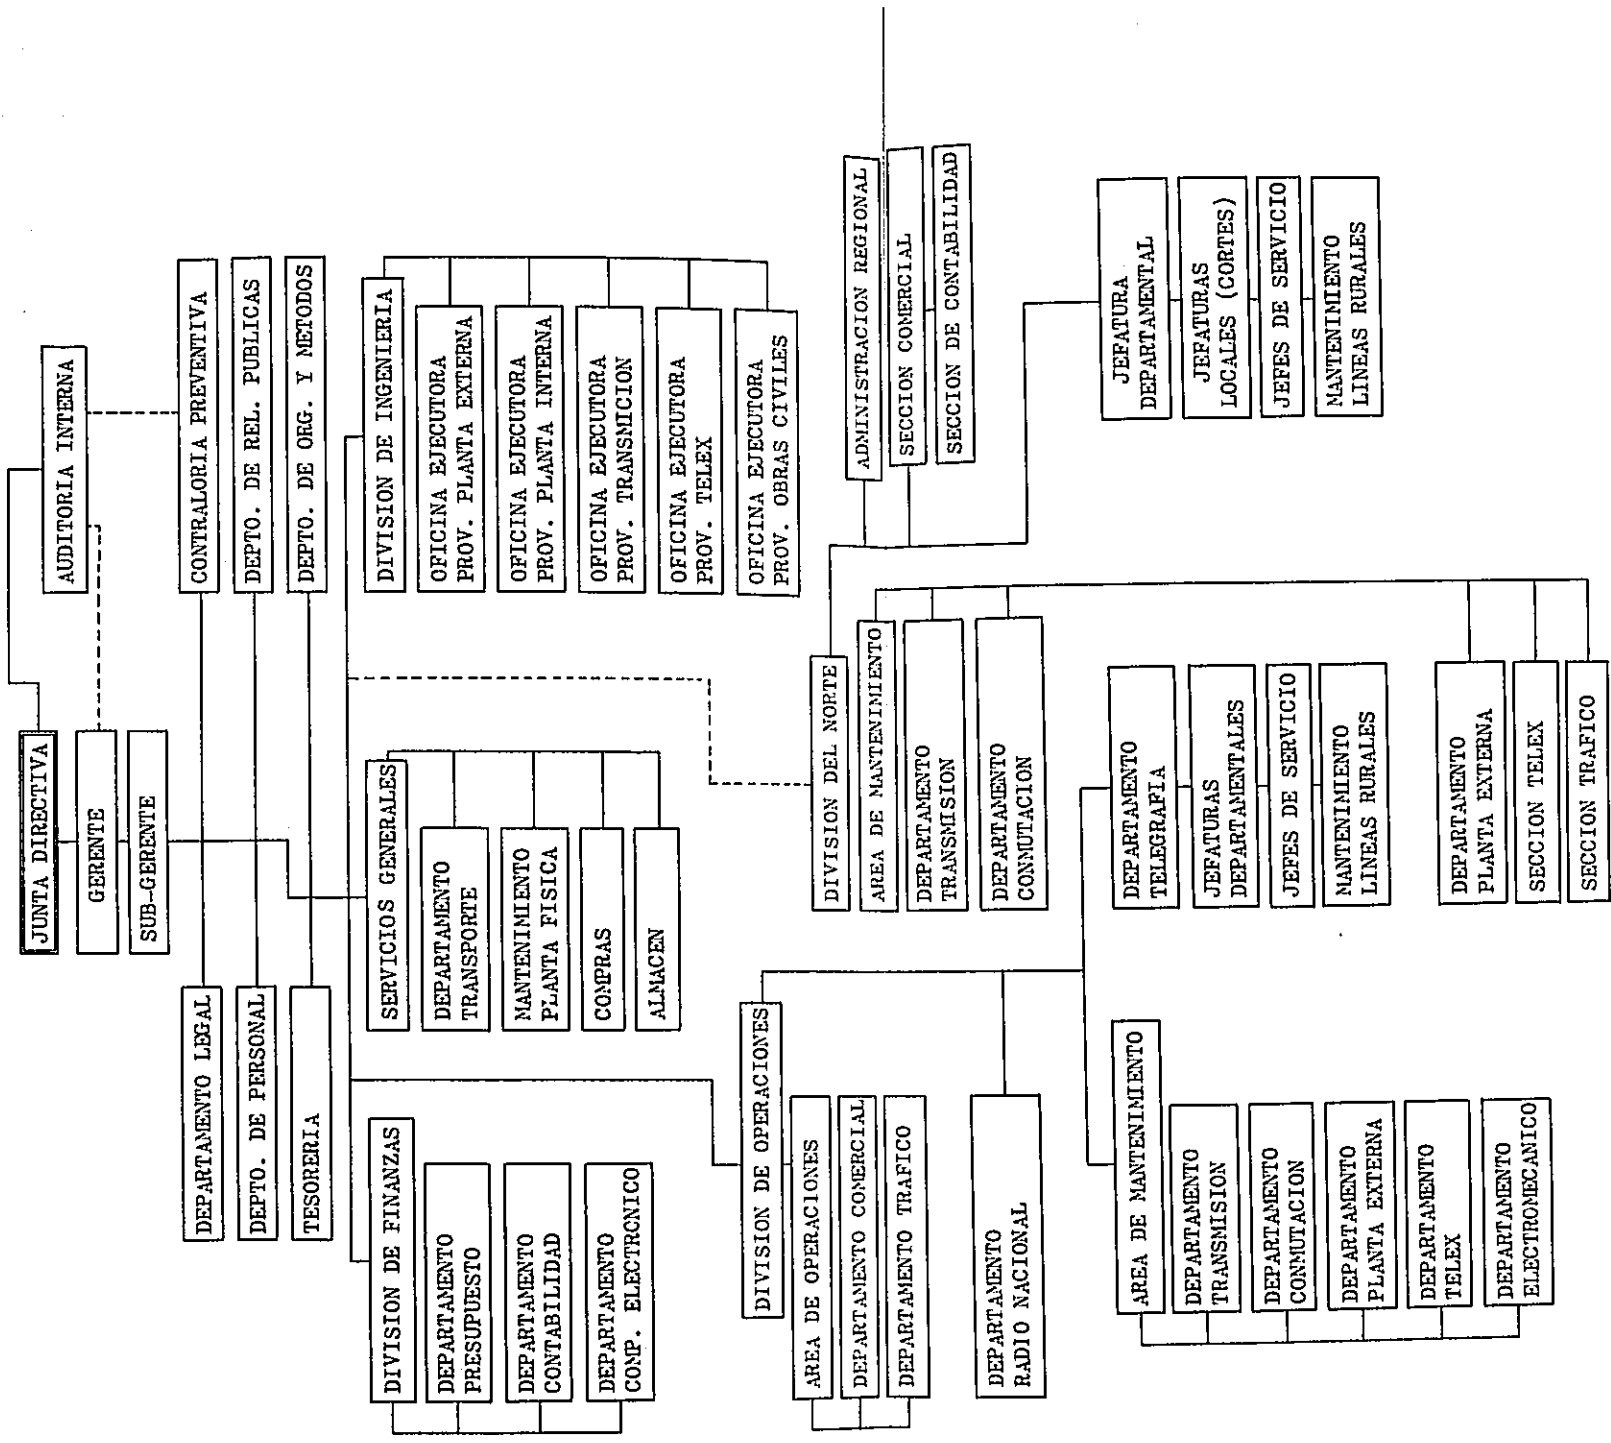 JUNTA DIRECTIVA
AUDITORIA INTERNA
GERENTE
SUB-GERENTE
DEPARTAMENTO LEGAL
CONTRALORIA PREVENTIVA
DEPTO. DE PERSONAL
DEPTO. DE REL. PUBLICAS
TESORERIA
DEPTO. DE ORG. Y METODOS
DIVISION DE FINANZAS
DEPARTAMENTO
PRESUPUESTO
DEPARTAMENTO
CONTABILIDAD
DEPARTAMENTO
COMP. ELECTRONICO
SERVICIOS GENERALES
DEPARTAMENTO
TRANSPORTE
MANTENIMIENTO
PLANTA FISICA
COMPRAS
ALMACEN
DIVISION DE INGENIERIA
OFICINA EJECUTORA
PROV. PLANTA EXTERNA
OFICINA EJECUTORA
PROV. PLANTA INTERNA
OFICINA EJECUTORA
PROV. TRANSMICION
OFICINA EJECUTORA
PROV. TELEX
OFICINA EJECUTORA
PROV. OBRAS CIVILES
DIVISION DE OPERACIONES
AREA DE OPERACIONES
DEPARTAMENTO COMERCIAL
DEPARTAMENTO TRAFICO
DEPARTAMENTO
RADIO NACIONAL
AREA DE MANTENIMIENTO
DEPARTAMENTO
TRANSMISION
DEPARTAMENTO
CONMUTACION
DEPARTAMENTO
PLANTA EXTERNA
DEPARTAMENTO
TELEX
DEPARTAMENTO
ELECTROMECANICO
DEPARTAMENTO
TELEGRAFIA
JEFATURAS
DEPARTAMENTALES
JEFES DE SERVICIO
MANTENIMIENTO
LINEAS RURALES
DIVISION DEL NORTE
AREA DE MANTENIMIENTO
DEPARTAMENTO
TRANSMISION
DEPARTAMENTO
CONMUTACION
DEPARTAMENTO
PLANTA EXTERNA
SECCION TELEX
SECCION TRAFICO
ADMINISTRACION REGIONAL
SECCION COMERCIAL
SECCION DE CONTABILIDAD
JEFATURA
DEPARTAMENTAL
JEFATURAS
LOCALES (CORTES)
JEFES DE SERVICIO
MANTENIMIENTO
LINEAS RURALES